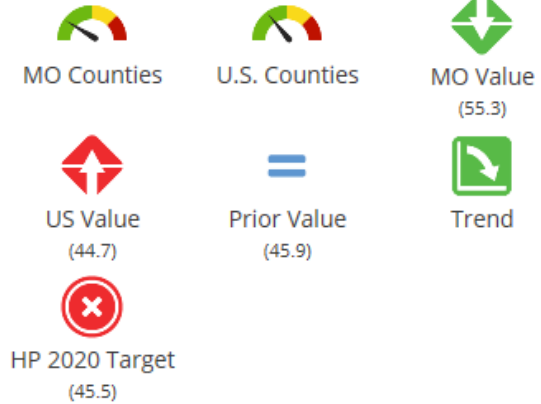 MO Counties
U.S. Counties
MO Value
(55.3)
US Value
(44.7)
Prior Value
(45.9)
Trend
HP 2020 Target
(45.5)